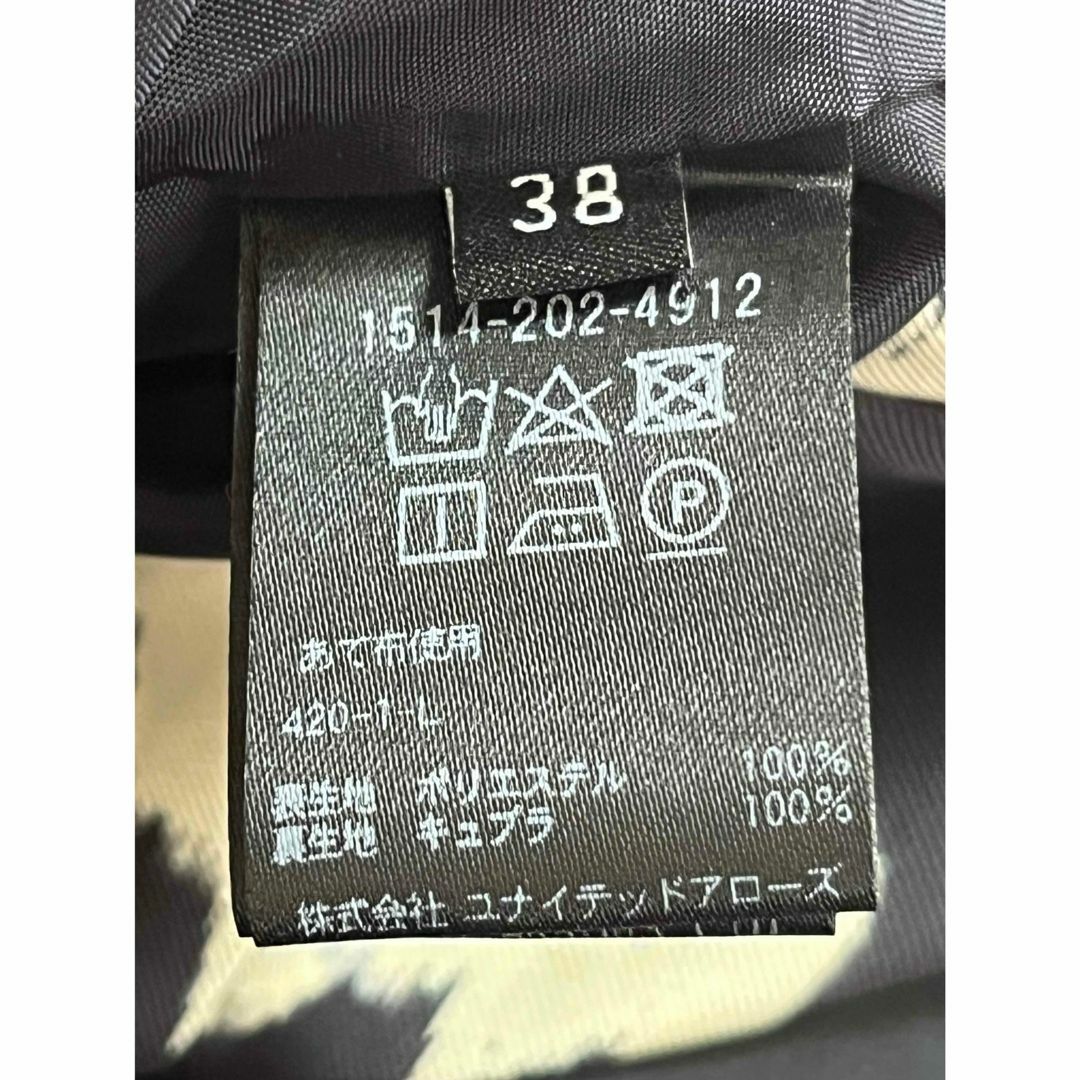 38
1514-202-4912
P
あて布使用
420-1-L
表生地 ポリエステル 100%
裏生地 キュプラ 100%
株式会社 ユナイテッドアローズ